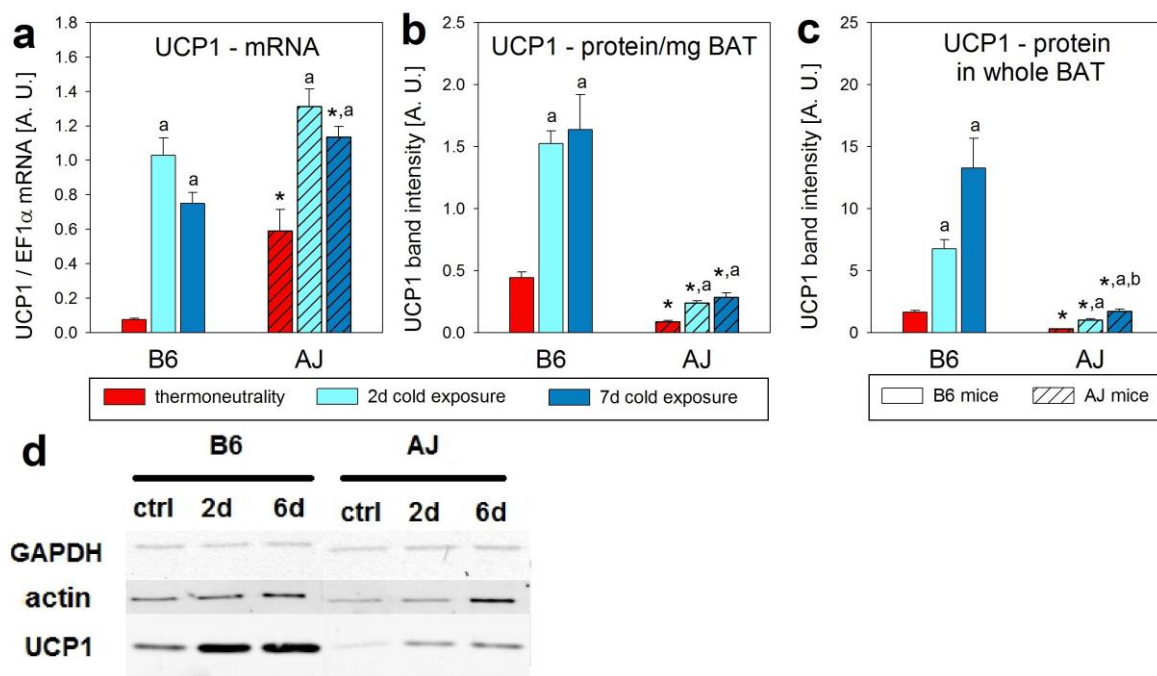 a
UCP1 - mRNA
UCP1 / EF1α mRNA [A. U.]
1.8
1.6
1.4
1.2
1.0
0.8
0.6
0.4
0.2
0.0
a
a
*
a
*,a
B6
AJ
b
UCP1 - protein/mg BAT
UCP1 band intensity [A. U.]
2.5
2.0
1.5
1.0
0.5
0.0
a
a
*
*,a
*,a
B6
AJ
c
UCP1 - protein
in whole BAT
UCP1 band intensity [A. U.]
25
20
15
10
5
0
a
a
*
*,a
*,a,b
B6
AJ
thermoneutrality
2d cold exposure
7d cold exposure
B6 mice
AJ mice
d
B6
AJ
ctrl 2d 6d ctrl 2d 6d
GAPDH
actin
UCP1